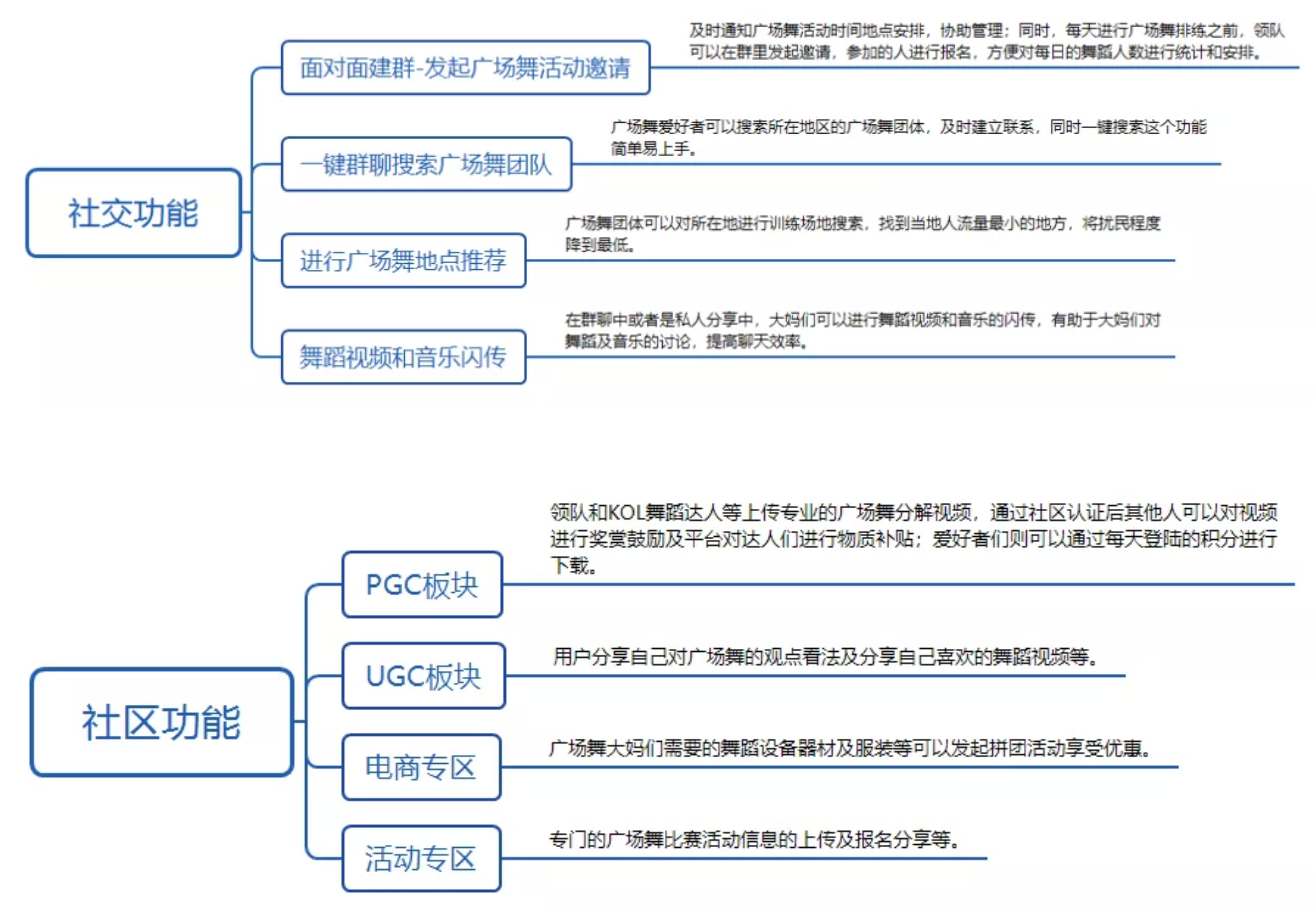 社交功能
面对面建群-发起广场舞活动邀请
及时通知广场舞活动时间地点安排，协助管理；同时，每天进行广场舞排练之前，领队
可以在群里发起邀请，参加的人进行报名，方便对每日的舞蹈人数进行统计和安排。
一键群聊搜索广场舞团队
广场舞爱好者可以搜索所在地区的广场舞团体，及时建立联系，同时一键搜索这个功能
简单易上手。
进行广场舞地点推荐
广场舞团体可以对所在地进行训练场地搜索，找到当地人流量最小的地方，将扰民程度
降到最低。
舞蹈视频和音乐闪传
在群聊中或者是私人分享中，大妈们可以进行舞蹈视频和音乐的闪传，有助于大妈们对
舞蹈及音乐的讨论，提高聊天效率。
社区功能
PGC板块
领队和KOL舞蹈达人等上传专业的广场舞分解视频，通过社区认证后其他人可以对视频
进行奖赏鼓励及平台对达人们进行物质补贴；爱好者们则可以通过每天登陆的积分进行
下载。
UGC板块
用户分享自己对广场舞的观点看法及分享自己喜欢的舞蹈视频等。
电商专区
广场舞大妈们需要的舞蹈设备器材及服装等可以发起拼团活动享受优惠。
活动专区
专门的广场舞比赛活动信息的上传及报名分享等。